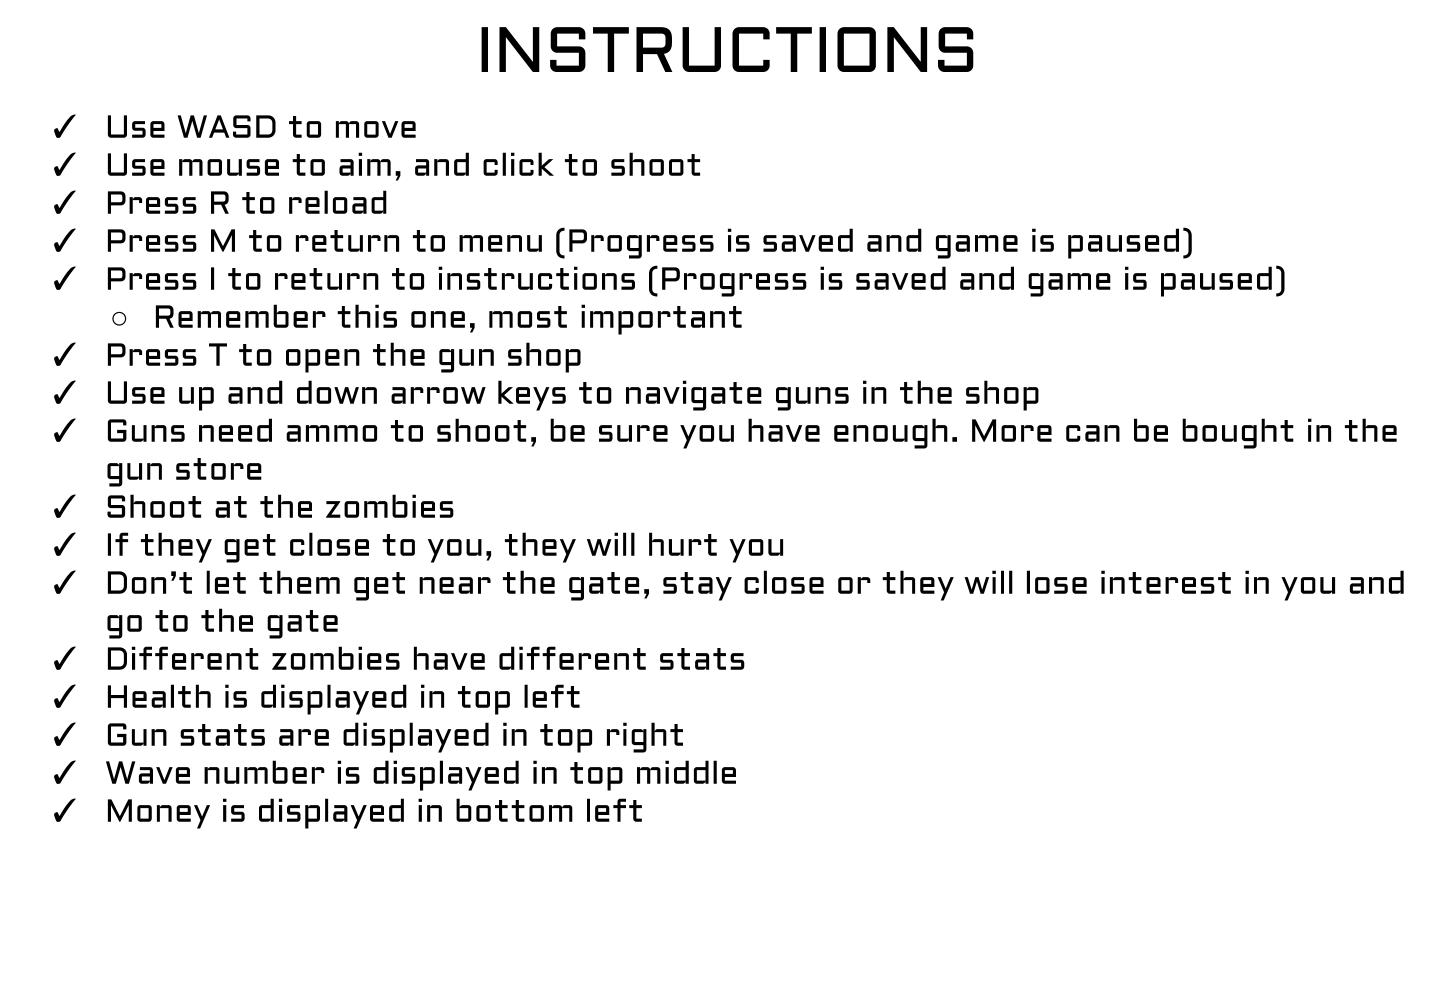 INSTRUCTIONS
✓ Use WASD to move
✓ Use mouse to aim, and click to shoot
✓ Press R to reload
✓ Press M to return to menu (Progress is saved and game is paused)
✓ Press I to return to instructions (Progress is saved and game is paused)
○ Remember this one, most important
✓ Press T to open the gun shop
✓ Use up and down arrow keys to navigate guns in the shop
✓ Guns need ammo to shoot, be sure you have enough. More can be bought in the
gun store
✓ Shoot at the zombies
✓ If they get close to you, they will hurt you
✓ Don’t let them get near the gate, stay close or they will lose interest in you and
go to the gate
✓ Different zombies have different stats
✓ Health is displayed in top left
✓ Gun stats are displayed in top right
✓ Wave number is displayed in top middle
✓ Money is displayed in bottom left